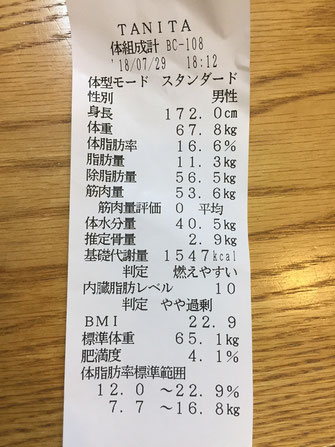 TANITA
体組成計 BC-108
'18/07/29 18:12
体型モード スタンダード
性別 男性
身長 172.0cm
体重 67.8kg
体脂肪率 16.6%
脂肪量 11.3kg
除脂肪量 56.5kg
筋肉量 53.6kg
筋肉量評価 0 平均
体水分量 40.5kg
推定骨量 2.9kg
基礎代謝量 1547kcal
判定 燃えやすい
内臓脂肪レベル 10
判定 やや過剰
BMI 22.9
標準体重 65.1kg
肥満度 4.1%
体脂肪率標準範囲
12.0 ~22.9%
7.7 ~16.8kg